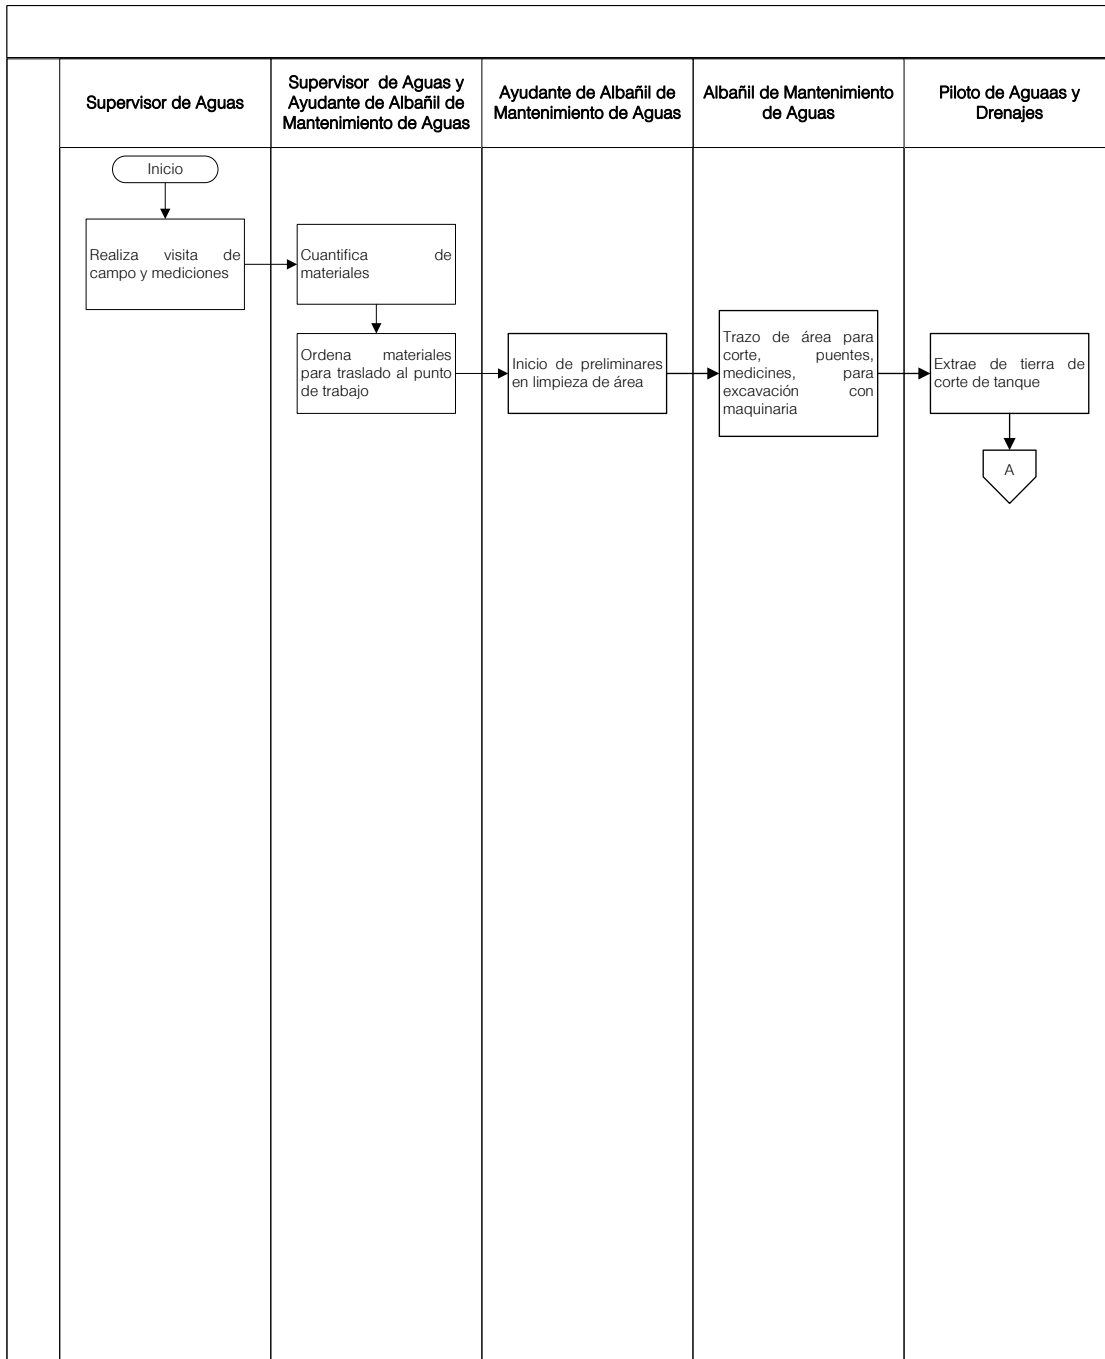 Supervisor de Aguas
Supervisor de Aguas y
Ayudante de Albañil de
Mantenimiento de Aguas
Ayudante de Albañil de
Mantenimiento de Aguas
Albañil de Mantenimiento
de Aguas
Piloto de Aguaas y
Drenajes
Inicio
Realiza visita de
campo y mediciones
Cuantifica de
materiales
Ordena materiales
para traslado al punto
de trabajo
Inicio de preliminares
en limpieza de área
Trazo de área para
corte, puentes,
medicines, para
excavación con
maquinaria
Extrae de tierra de
corte de tanque
A